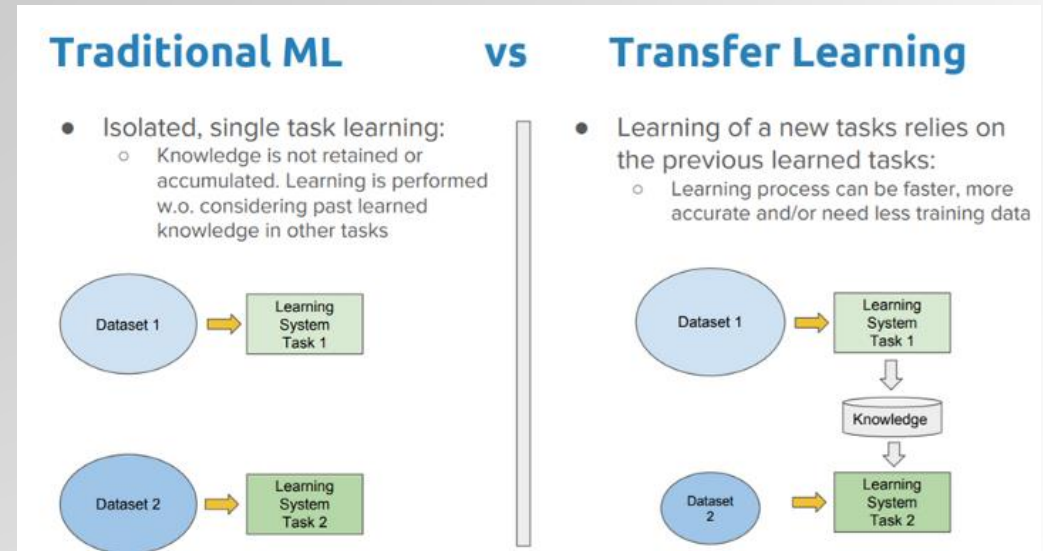 Traditional ML vs Transfer Learning
● Isolated, single task learning:
○ Knowledge is not retained or
accumulated. Learning is performed
w.o. considering past learned
knowledge in other tasks
Dataset 1
Learning
System
Task 1
Dataset 2
Learning
System
Task 2
● Learning of a new tasks relies on
the previous learned tasks:
○ Learning process can be faster, more
accurate and/or need less training data
Dataset 1
Learning
System
Task 1
Knowledge
Dataset
2
Learning
System
Task 2